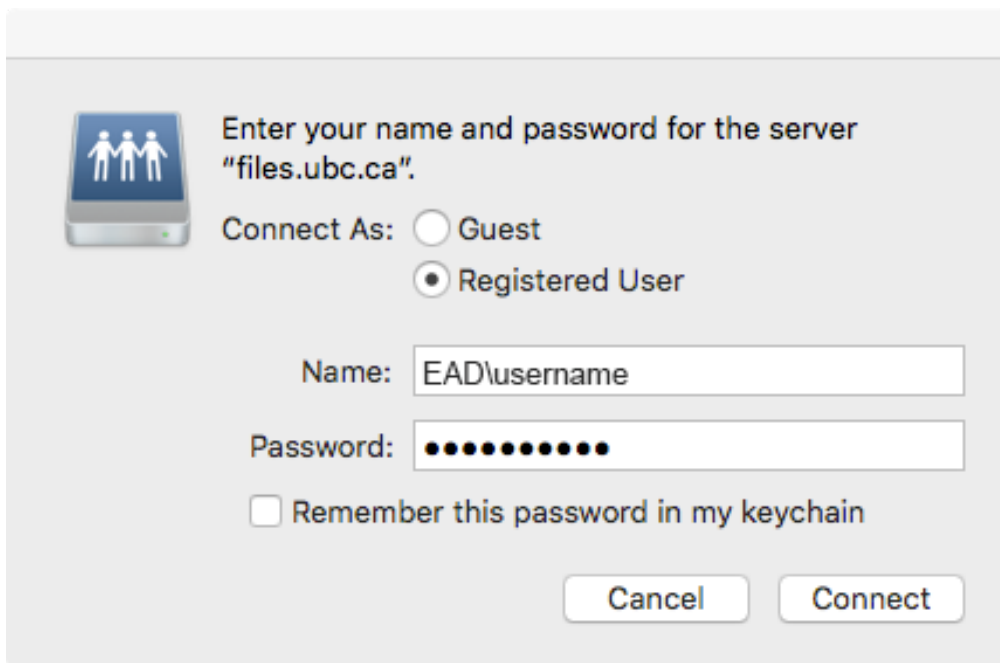 Enter your name and password for the server
“files.ubc.ca”.
Connect As: Guest
Registered User
Name: EAD\username
Password: ••••••••••
Remember this password in my keychain
Cancel Connect